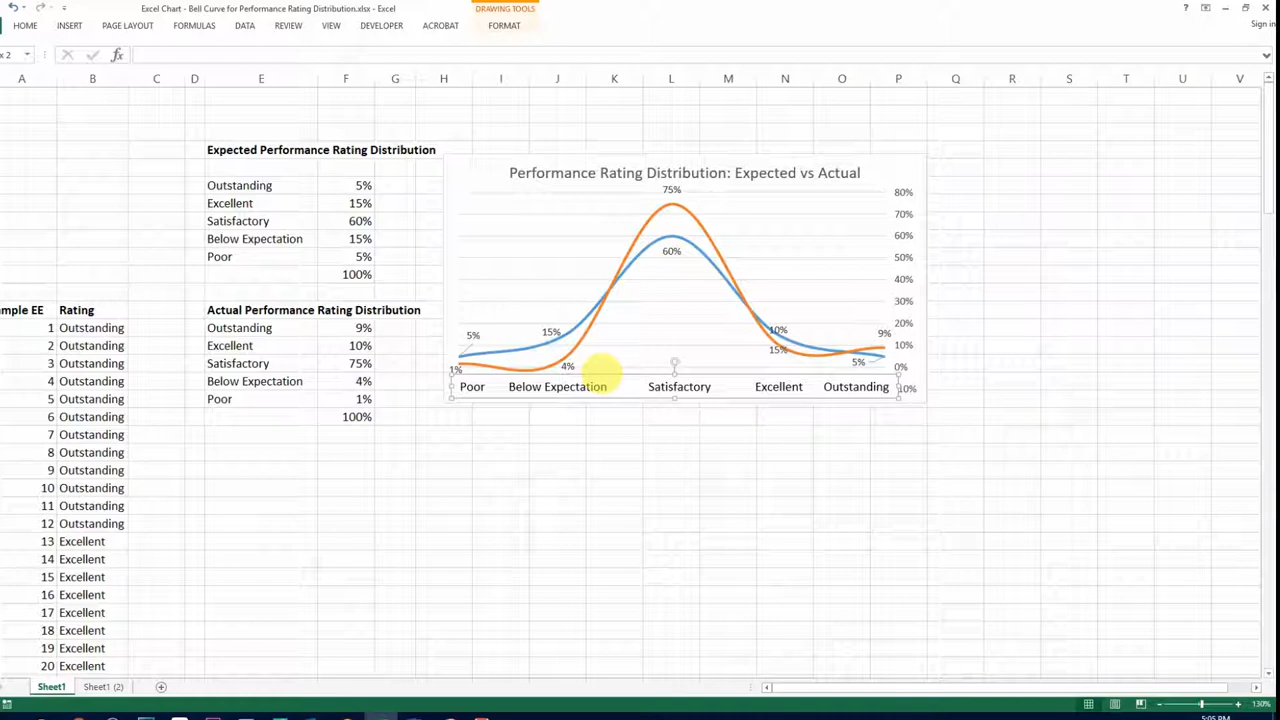 Excel Chart - Bell Curve for Performance Rating Distribution.xlsx - Excel
DRAWING TOOLS
?
HOME INSERT PAGE LAYOUT FORMULAS DATA REVIEW VIEW DEVELOPER ACROBAT FORMAT Sign in
x 2 fx
A B C D E F G H I J K L M N O P Q R S T U V
Expected Performance Rating Distribution
Outstanding 5%
Excellent 15%
Satisfactory 60%
Below Expectation 15%
Poor 5%
100%
Performance Rating Distribution: Expected vs Actual
75%
80%
70%
60%
60%
50%
40%
30%
20%
10%
0%
10%
5%
15%
10%
9%
1%
4%
15%
5%
Poor Below Expectation Satisfactory Excellent Outstanding
mple EE Rating Actual Performance Rating Distribution
1 Outstanding Outstanding 9%
2 Outstanding Excellent 10%
3 Outstanding Satisfactory 75%
4 Outstanding Below Expectation 4%
5 Outstanding Poor 1%
6 Outstanding 100%
7 Outstanding
8 Outstanding
9 Outstanding
10 Outstanding
11 Outstanding
12 Outstanding
13 Excellent
14 Excellent
15 Excellent
16 Excellent
17 Excellent
18 Excellent
19 Excellent
20 Excellent
Sheet1 Sheet1 (2)
130%
5:05 PM